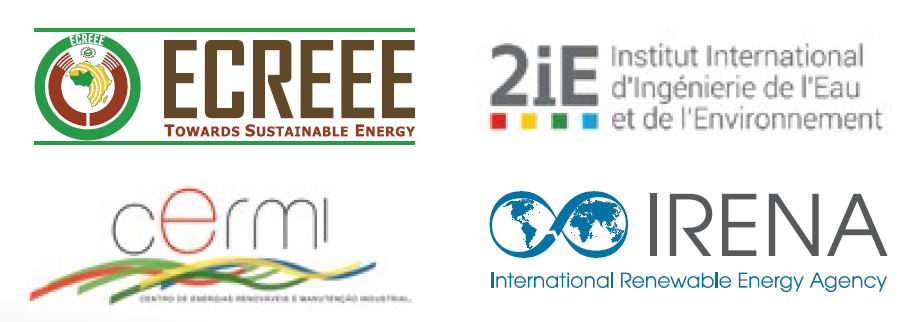 ECREEE
ECREEE
TOWARDS SUSTAINABLE ENERGY
2iE
Institut International
d'Ingénierie de l'Eau
et de l'Environnement
cermi
CENTRO DE ENERGIAS RENOVÁVEIS E MANUTENÇÃO INDUSTRIAL
IRENA
International Renewable Energy Agency